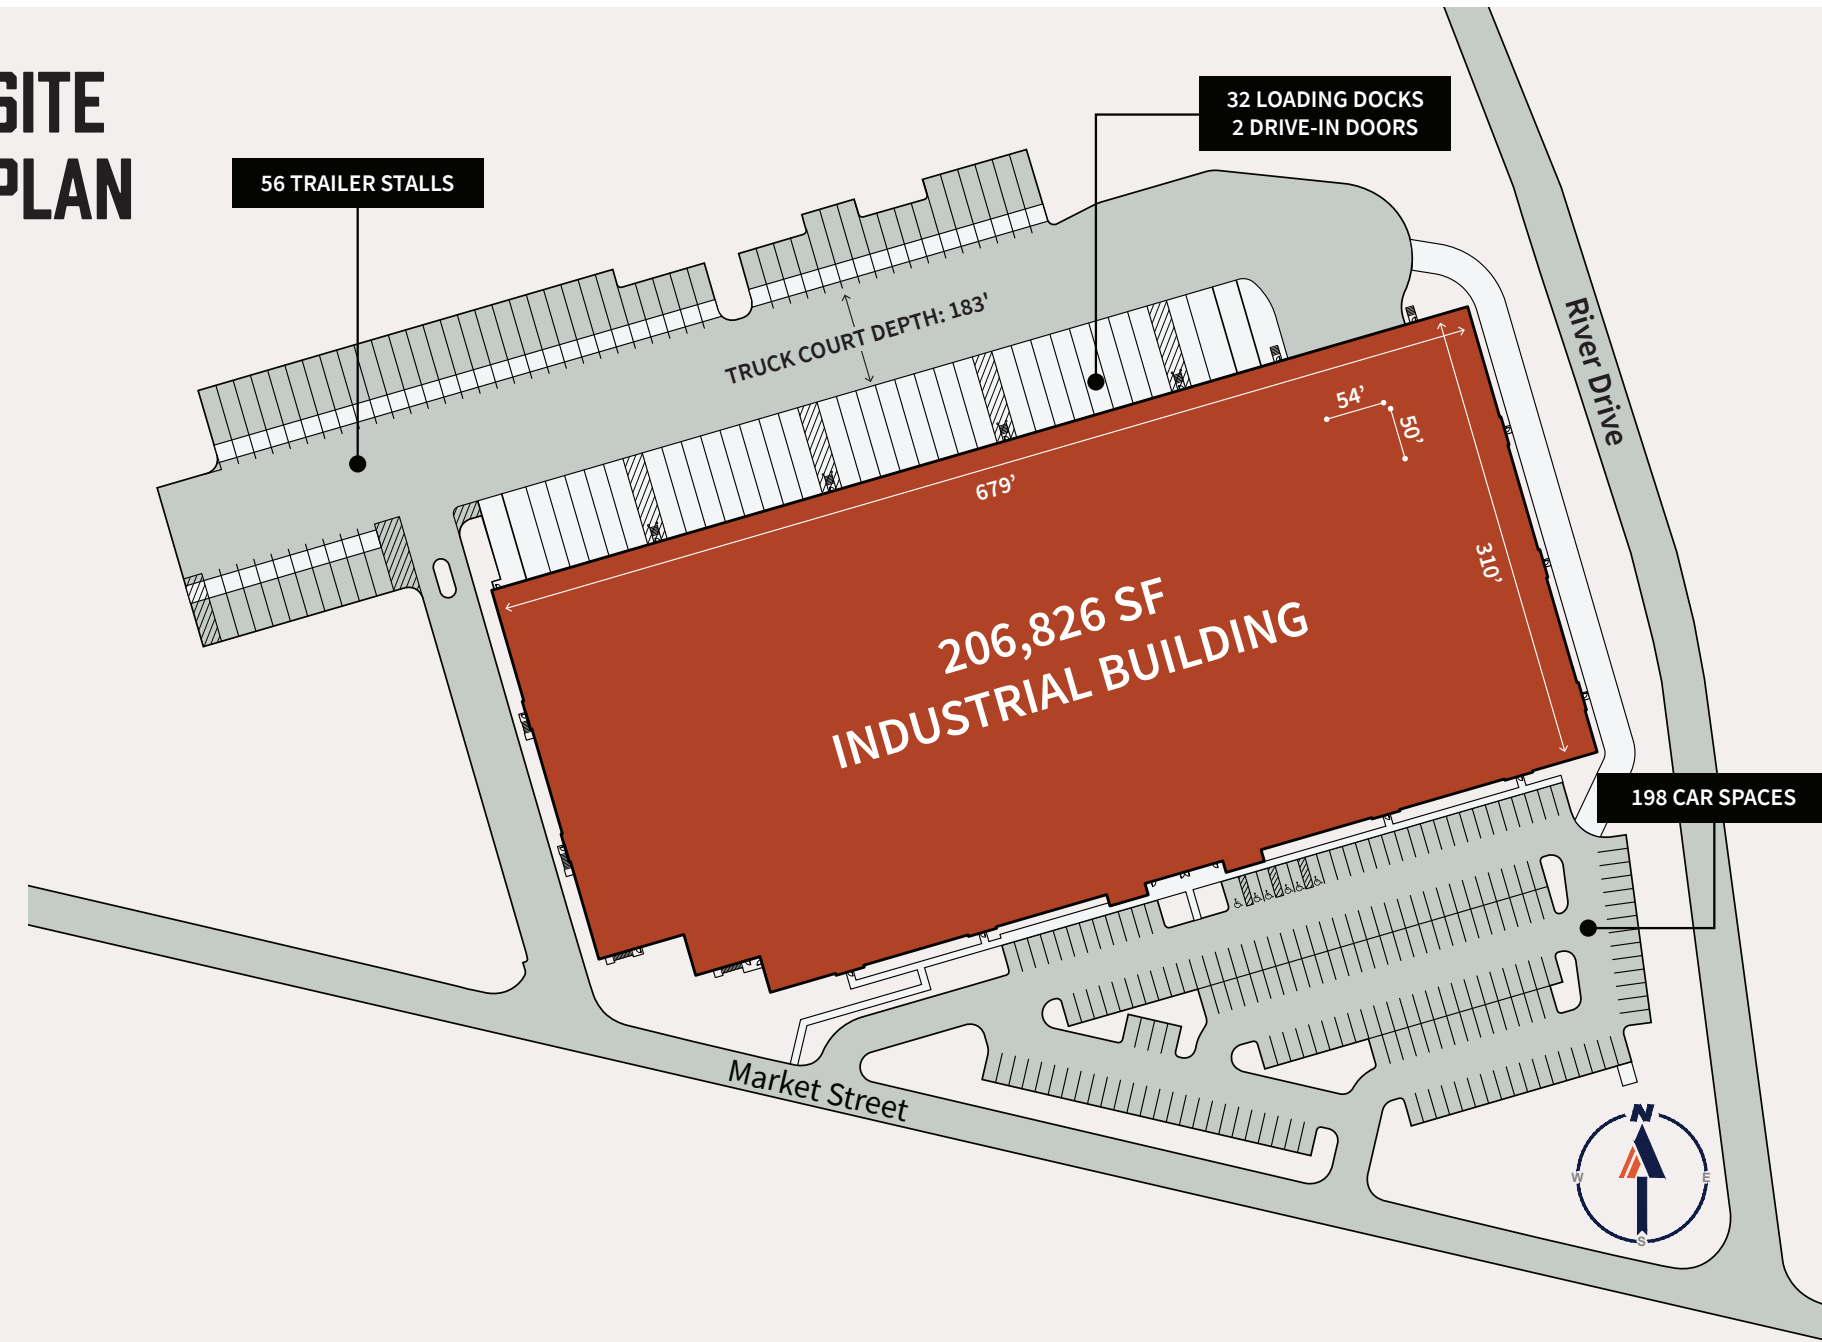 SITE
PLAN
56 TRAILER STALLS
32 LOADING DOCKS
2 DRIVE-IN DOORS
TRUCK COURT DEPTH: 183'
River Drive
54’
50’
679’
310’
206,826 SF
INDUSTRIAL BUILDING
198 CAR SPACES
Market Street
N
W
E
S